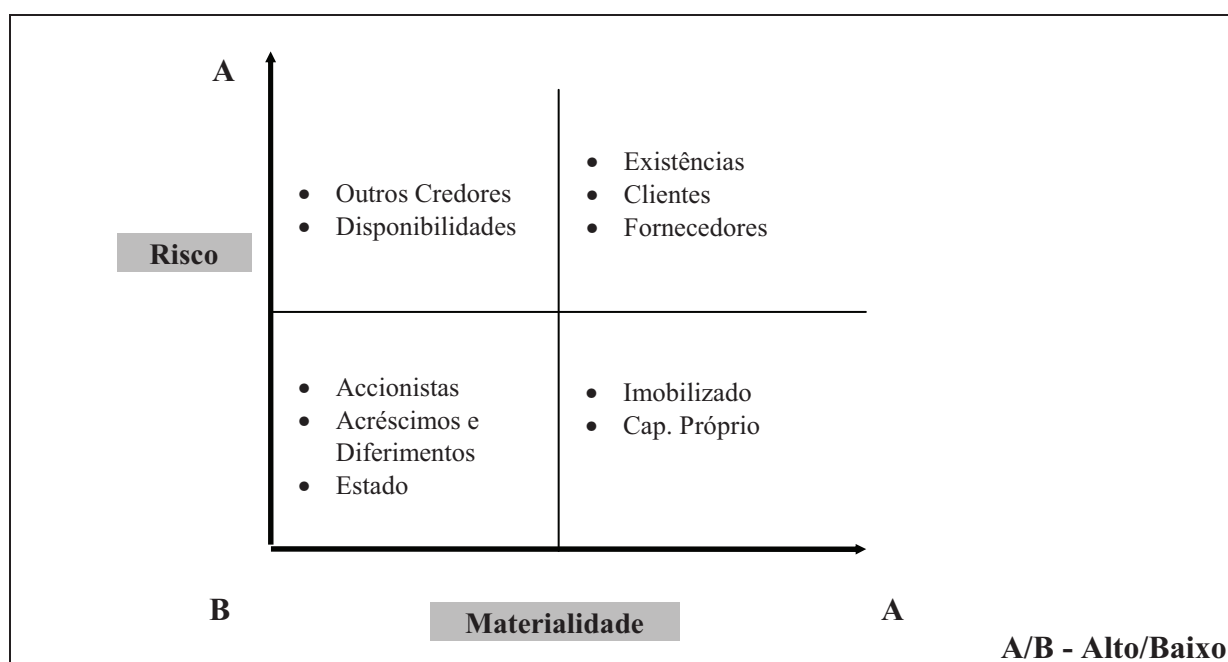 A
• Outros Credores
• Disponibilidades
• Existências
• Clientes
• Fornecedores
Risco
• Accionistas
• Acréscimos e
Diferimentos
• Estado
• Imobilizado
• Cap. Próprio
B
Materialidade
A
A/B - Alto/Baixo